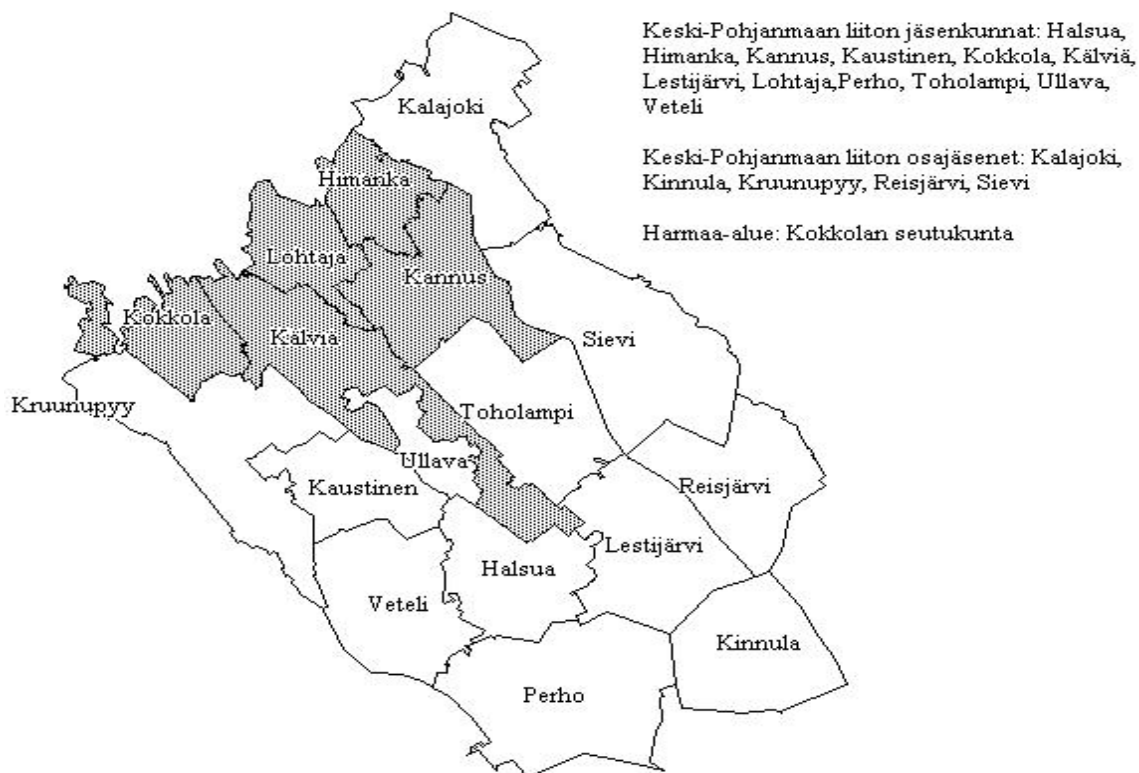 Keski-Pohjanmaan liiton jäsenkunnat: Halsua,
Himanka, Kannus, Kaustinen, Kokkola, Kälviä,
Lestijärvi, Lohtaja,Perho, Toholampi, Ullava,
Veteli
Keski-Pohjanmaan liiton osajäsenet: Kalajoki,
Kinnula, Kruunupyy, Reisjärvi, Sievi
Harmaa-alue: Kokkolan seutukunta
Kalajoki
Himanka
Lohtaja
Kannus
Kokkola
Kälviä
Sievi
Kruunupyy
Toholampi
Ullava
Kaustinen
Reisjärvi
Lestijärvi
Halsua
Veteli
Kinnula
Perho